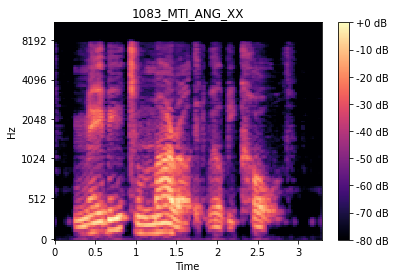 1083_MTI_ANG_XX
+0 dB
8192
-10 dB
4096
-20 dB
-30 dB
2048
-40 dB
Hz
1024
-50 dB
512
-60 dB
-70 dB
0
-80 dB
0 0.5 1 1.5 2 2.5 3
Time